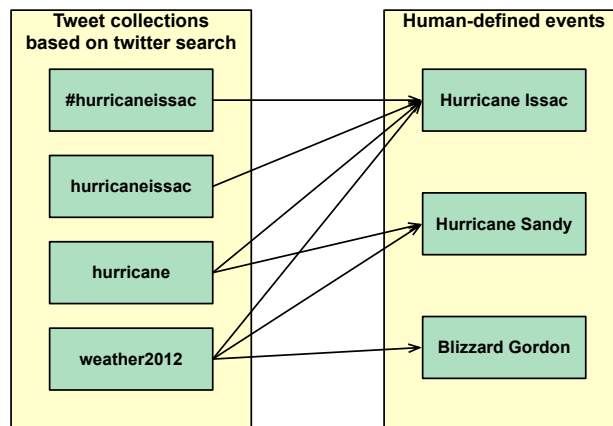 Tweet collections
based on twitter search
#hurricaneissac
hurricaneissac
hurricane
weather2012
Human-defined events
Hurricane Issac
Hurricane Sandy
Blizzard Gordon